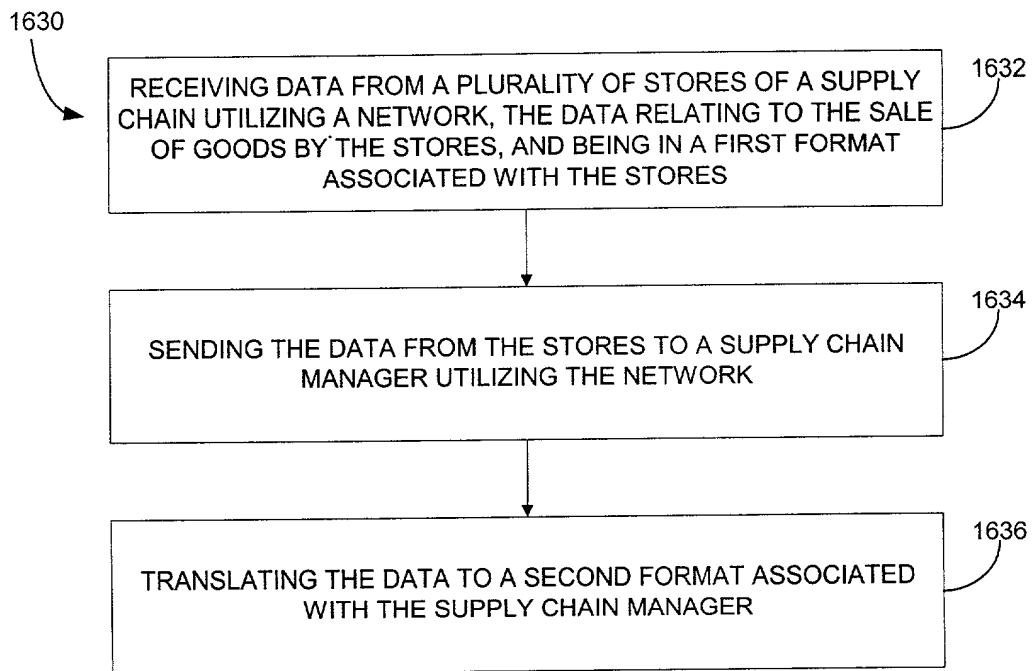 1630
RECEIVING DATA FROM A PLURALITY OF STORES OF A SUPPLY
CHAIN UTILIZING A NETWORK, THE DATA RELATING TO THE SALE
OF GOODS BY THE STORES, AND BEING IN A FIRST FORMAT
ASSOCIATED WITH THE STORES
1632
SENDING THE DATA FROM THE STORES TO A SUPPLY CHAIN
MANAGER UTILIZING THE NETWORK
1634
TRANSLATING THE DATA TO A SECOND FORMAT ASSOCIATED
WITH THE SUPPLY CHAIN MANAGER
1636